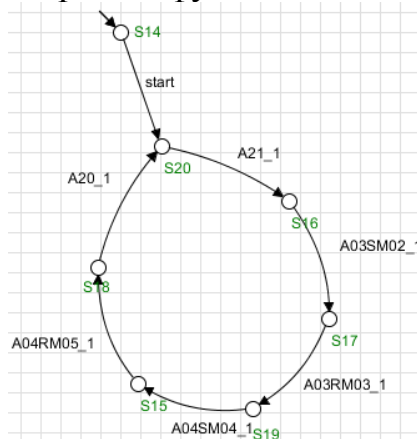 S14
start
S20
A21_1
A20_1
S16
A03SM02_1
S18
S17
A04RM05_1
A03RM03_1
S15
A04SM04_1
S19